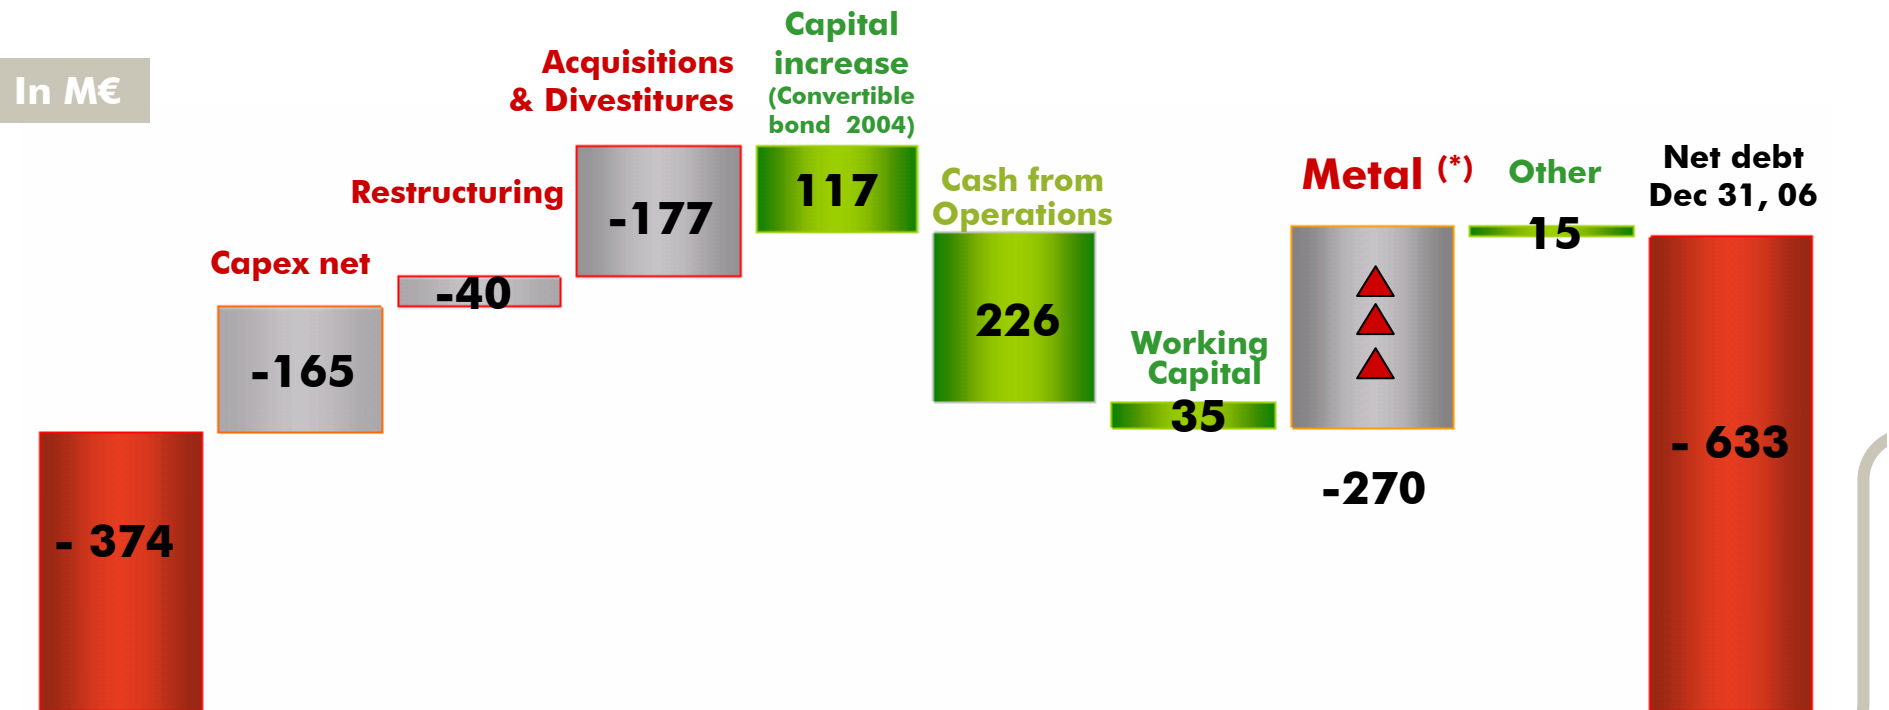 In M€
Capital
increase
(Convertible
bond 2004)
Acquisitions
& Divestitures
Restructuring
Capex net
Cash from
Operations
Working
Capital
Metal (*)
Other
Net debt
Dec 31, 06
- 374
-165
-40
-177
117
226
35
-270
15
- 633